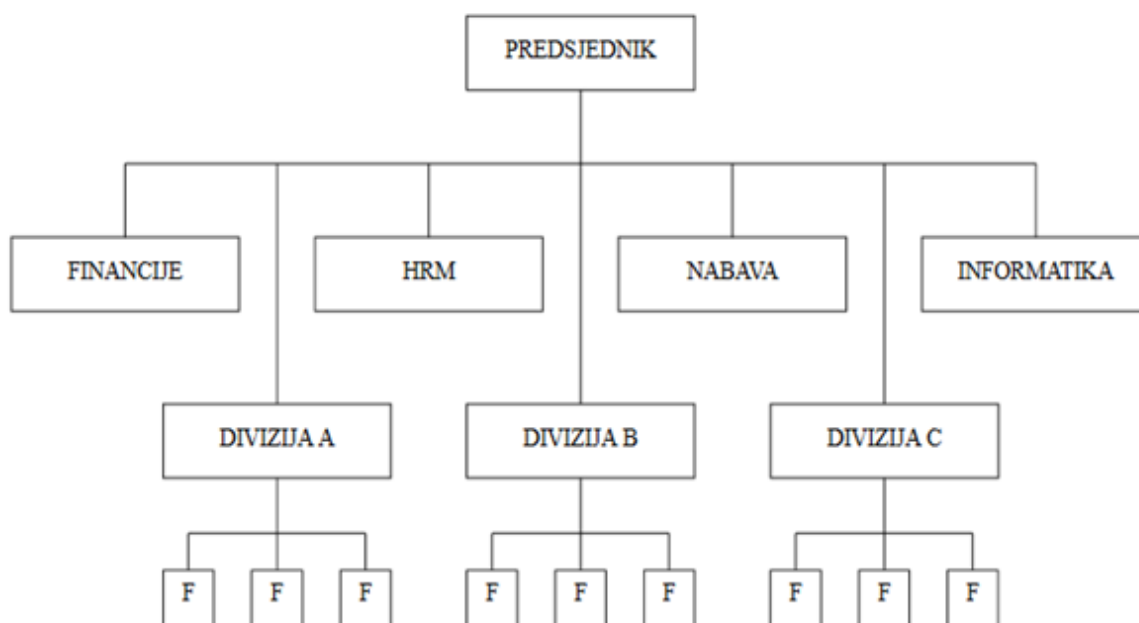 PREDSJEDNIK
FINANCIJE
HRM
NABAVA
INFORMATIKA
DIVIZIJA A
DIVIZIJA B
DIVIZIJA C
F
F
F
F
F
F
F
F
F